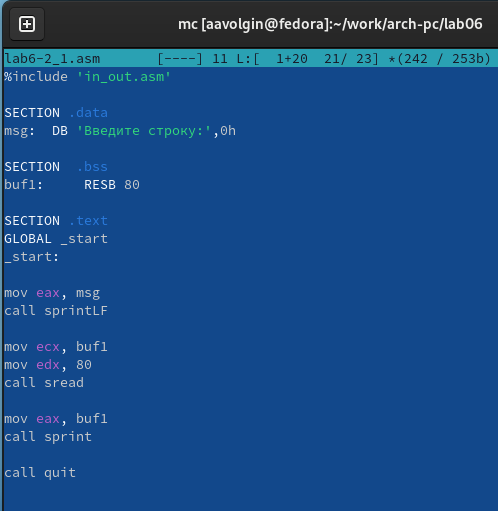 mc [aavolgin@fedora]:~/work/arch-pc/lab06
lab6-2_1.asm [----] 11 L:[ 1+20 21/ 23] *(242 / 253b)
%include 'in_out.asm'
SECTION .data
msg: DB 'Введите строку:',0h
SECTION .bss
buf1: RESB 80
SECTION .text
GLOBAL _start
_start:
mov eax, msg
call sprintLF
mov ecx, buf1
mov edx, 80
call sread
mov eax, buf1
call sprint
call quit